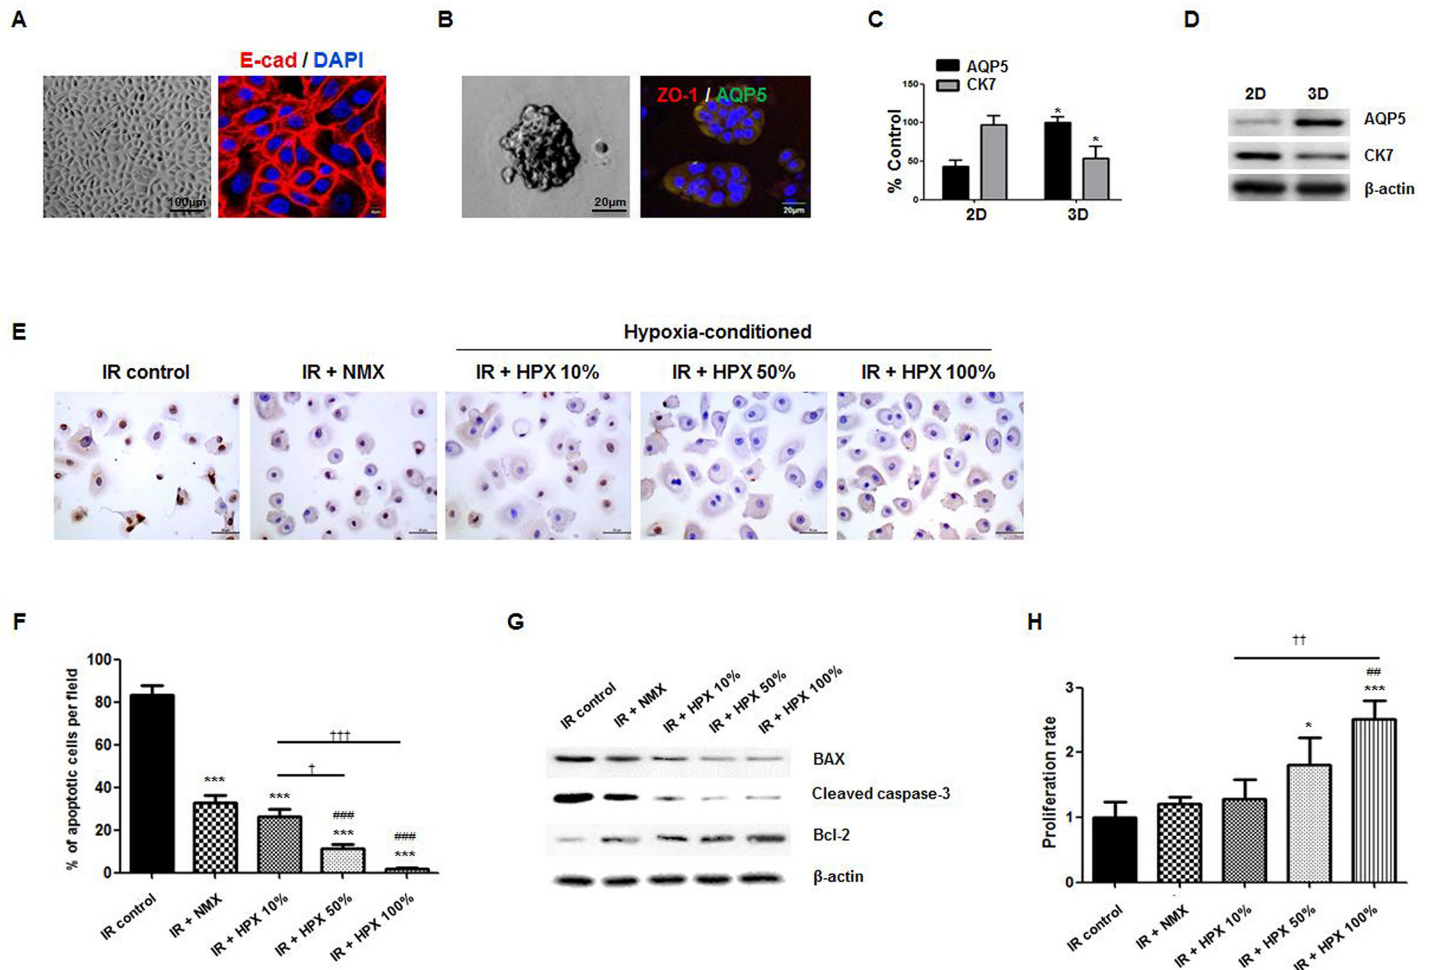 A
B
C
D
E-cad / DAPI
100μm
20μm
ZO-1 / AQP5
20μm
AQP5
CK7
% Control
150
100
50
0
*
*
2D
3D
2D
3D
AQP5
CK7
β-actin
E
Hypoxia-conditioned
IR control
IR + NMX
IR + HPX 10%
IR + HPX 50%
IR + HPX 100%
F
% of apoptotic cells per field
100
80
60
40
20
0
***
***
###
***
###
***
†
†††
IR control
IR + NMX
IR + HPX 10%
IR + HPX 50%
IR + HPX 100%
G
IR control
IR + NMX
IR + HPX 10%
IR + HPX 50%
IR + HPX 100%
BAX
Cleaved caspase-3
Bcl-2
β-actin
H
Proliferation rate
3
2
1
0
††
*
##
***
IR control
IR + NMX
IR + HPX 10%
IR + HPX 50%
IR + HPX 100%